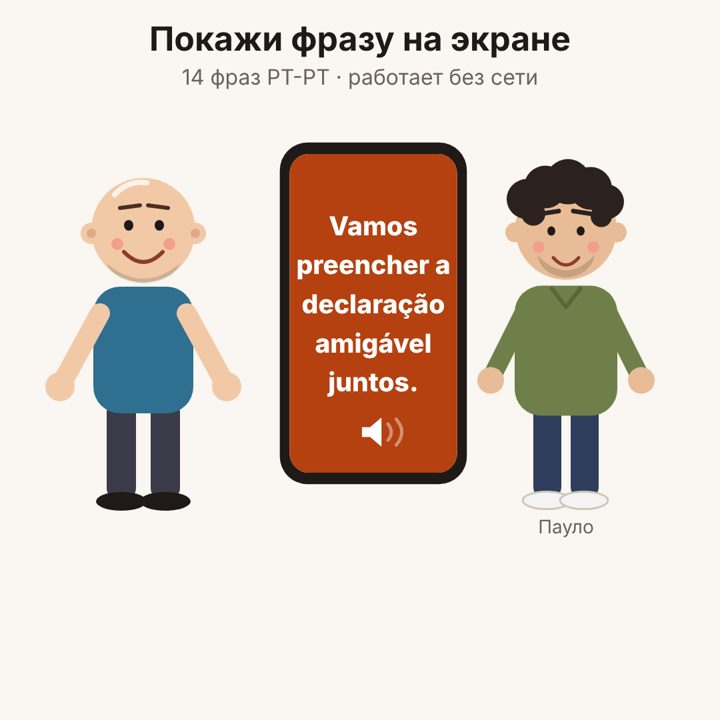 Покажи фразу на экране
14 фраз PT-PT · работает без сети
Vamos
preencher a
declaração
amigável
juntos.
Пауло